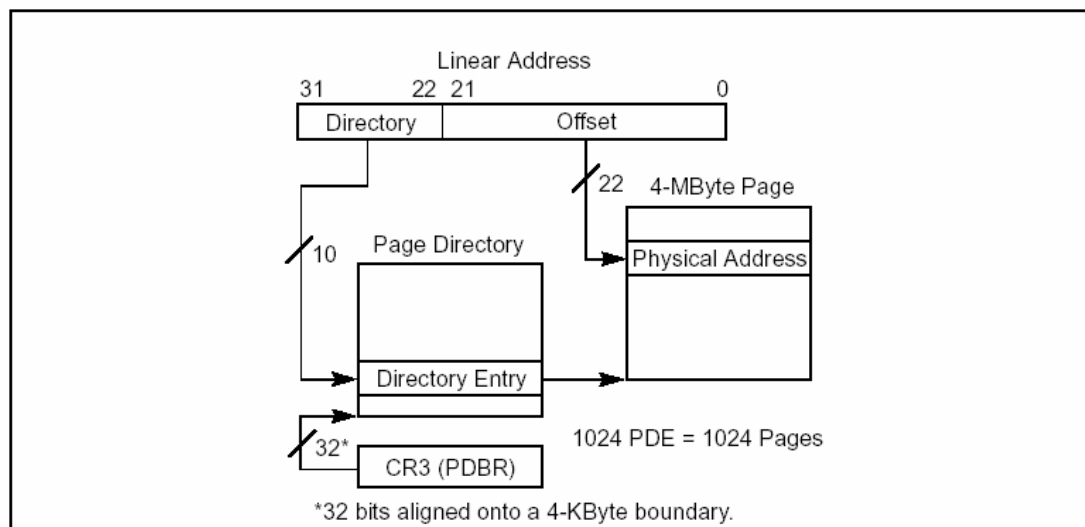 Linear Address
31 22 21 0
Directory Offset
22
4-MByte Page
10
Page Directory
Physical Address
Directory Entry
1024 PDE = 1024 Pages
32*
CR3 (PDBR)
*32 bits aligned onto a 4-KByte boundary.